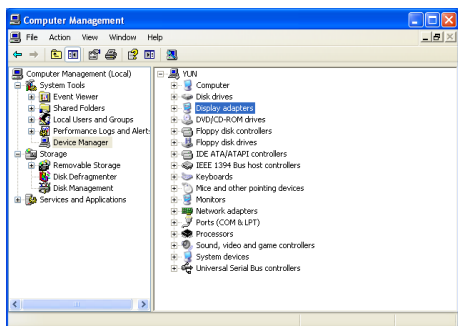 Computer Management
File Action View Window Help
Computer Management (Local)
System Tools
Event Viewer
Shared Folders
Local Users and Groups
Performance Logs and Alert:
Device Manager
Storage
Removable Storage
Disk Defragmenter
Disk Management
Services and Applications
YUN
Computer
Disk drives
Display adapters
DVD/CD-ROM drives
Floppy disk controllers
Floppy disk drives
IDE ATA/ATAPI controllers
IEEE 1394 Bus host controllers
Keyboards
Mice and other pointing devices
Monitors
Network adapters
Ports (COM & LPT)
Processors
Sound, video and game controllers
System devices
Universal Serial Bus controllers